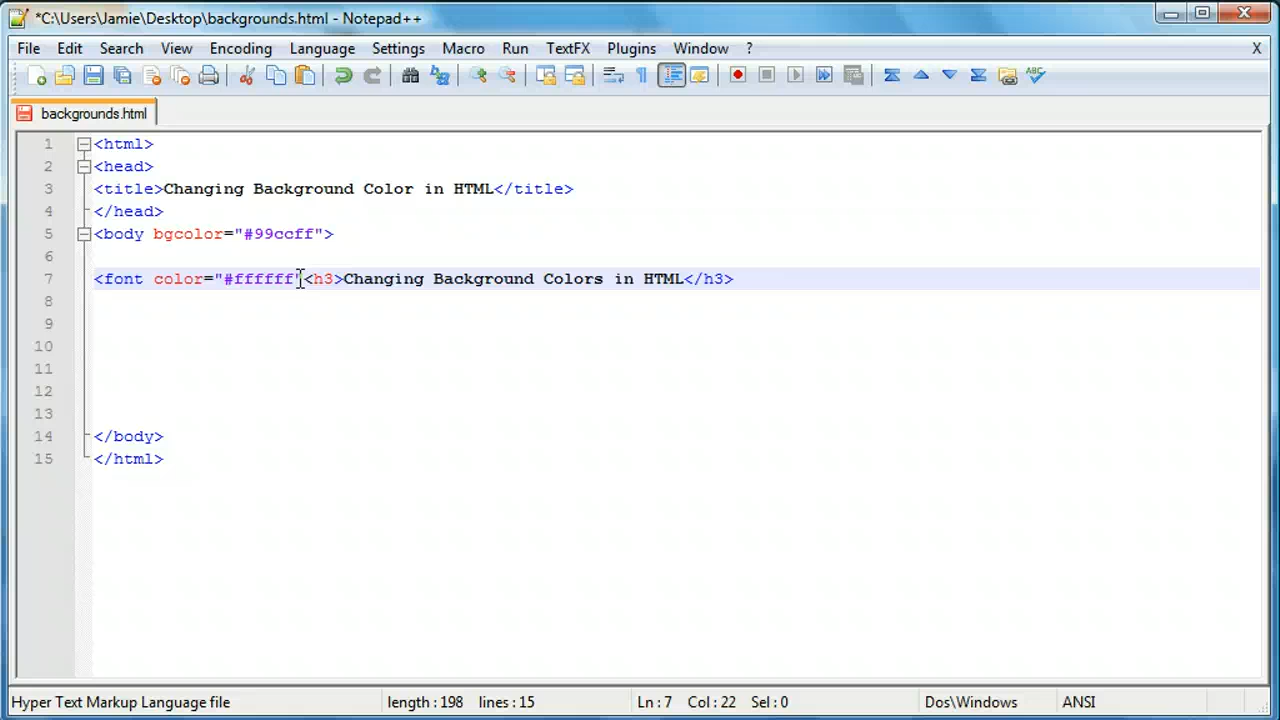 *C:\Users\Jamie\Desktop\backgrounds.html - Notepad++
File Edit Search View Encoding Language Settings Macro Run TextFX Plugins Window ? X
backgrounds.html
1 <html>
2 <head>
3 <title>Changing Background Color in HTML</title>
4 </head>
5 <body bgcolor="#99ccff">
6
7 <font color="#ffffff"<h3>Changing Background Colors in HTML</h3>
8
9
10
11
12
13
14 </body>
15 </html>
Hyper Text Markup Language file length : 198 lines : 15 Ln : 7 Col : 22 Sel : 0 Dos\Windows ANSI